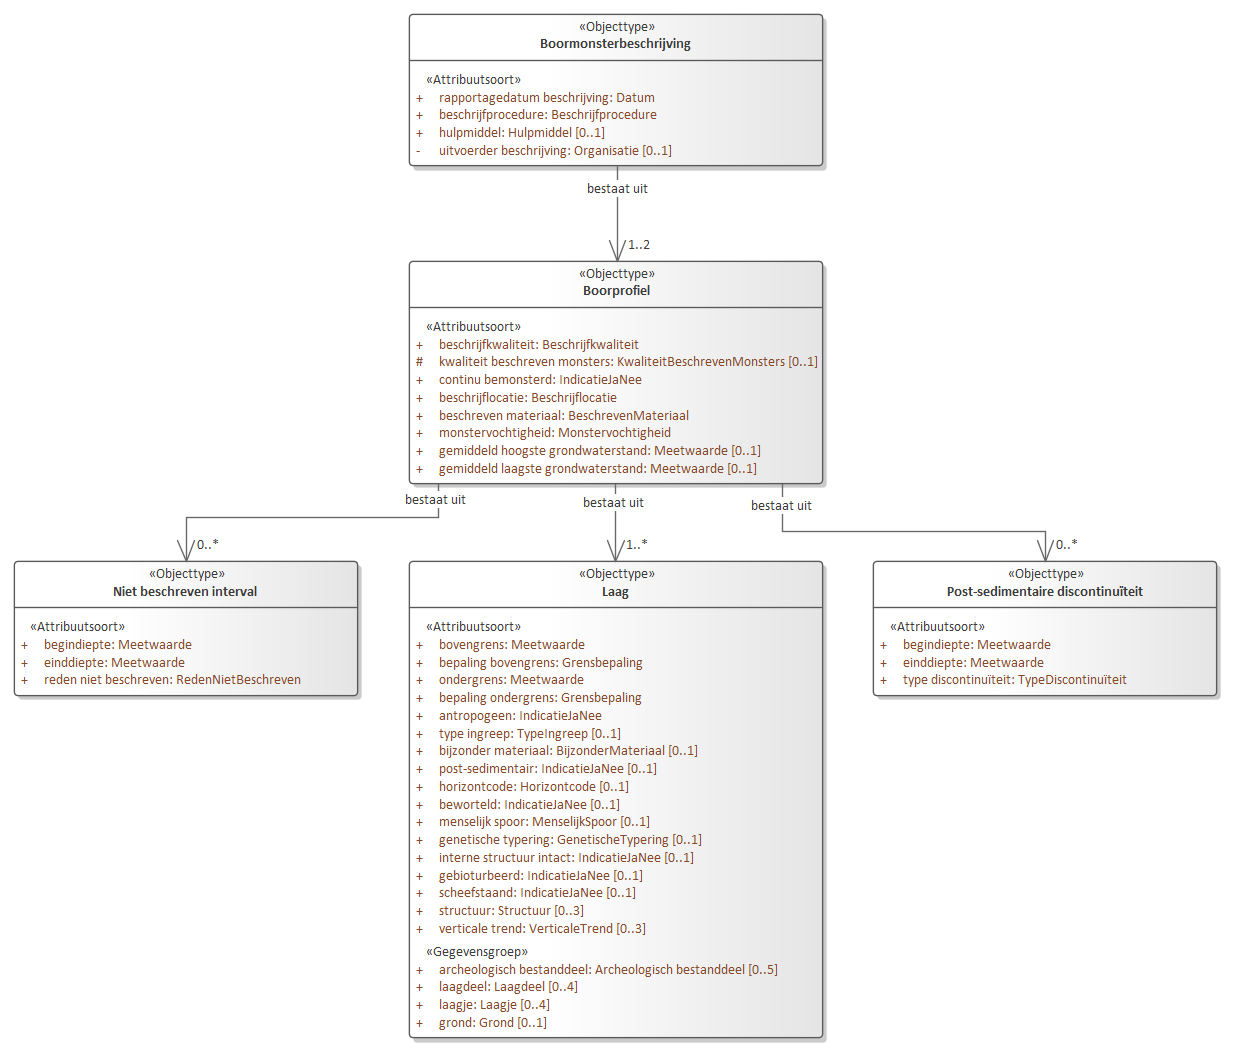 «Objecttype»
Boormonsterbeschrijving
«Attribuutsoort»
+ rapportagedatum beschrijving: Datum
+ beschrijfprocedure: Beschrijfprocedure
+ hulpmiddel: Hulpmiddel [0..1]
- uitvoerder beschrijving: Organisatie [0..1]
bestaat uit
1..2
«Objecttype»
Boorprofiel
«Attribuutsoort»
+ beschrijfkwaliteit: Beschrijfkwaliteit
# kwaliteit beschreven monsters: KwaliteitBeschrevenMonsters [0..1]
+ continu bemonsterd: IndicatieJaNee
+ beschrijflocatie: Beschrijflocatie
+ beschreven materiaal: BeschrevenMateriaal
+ monstervochtigheid: Monstervochtigheid
+ gemiddeld hoogste grondwaterstand: Meetwaarde [0..1]
+ gemiddeld laagste grondwaterstand: Meetwaarde [0..1]
bestaat uit
bestaat uit
bestaat uit
0..*
1..*
0..*
«Objecttype»
Niet beschreven interval
«Attribuutsoort»
+ begindiepte: Meetwaarde
+ einddiepte: Meetwaarde
+ reden niet beschreven: RedenNietBeschreven
«Objecttype»
Laag
«Attribuutsoort»
+ bovengrens: Meetwaarde
+ bepaling bovengrens: Grensbepaling
+ ondergrens: Meetwaarde
+ bepaling ondergrens: Grensbepaling
+ antropogeen: IndicatieJaNee
+ type ingreep: TypeIngreep [0..1]
+ bijzonder materiaal: BijzonderMateriaal [0..1]
+ post-sedimentair: IndicatieJaNee [0..1]
+ horizontcode: Horizontcode [0..1]
+ beworteld: IndicatieJaNee [0..1]
+ menselijk spoor: MenselijkSpoor [0..1]
+ genetische typering: GenetischeTypering [0..1]
+ interne structuur intact: IndicatieJaNee [0..1]
+ gebioturbeerd: IndicatieJaNee [0..1]
+ scheefstaand: IndicatieJaNee [0..1]
+ structuur: Structuur [0..3]
+ verticale trend: VerticaleTrend [0..3]
«Gegevensgroep»
+ archeologisch bestanddeel: Archeologisch bestanddeel [0..5]
+ laagdeel: Laagdeel [0..4]
+ laagje: Laagje [0..4]
+ grond: Grond [0..1]
«Objecttype»
Post-sedimentaire discontinuïteit
«Attribuutsoort»
+ begindiepte: Meetwaarde
+ einddiepte: Meetwaarde
+ type discontinuïteit: TypeDiscontinuïteit